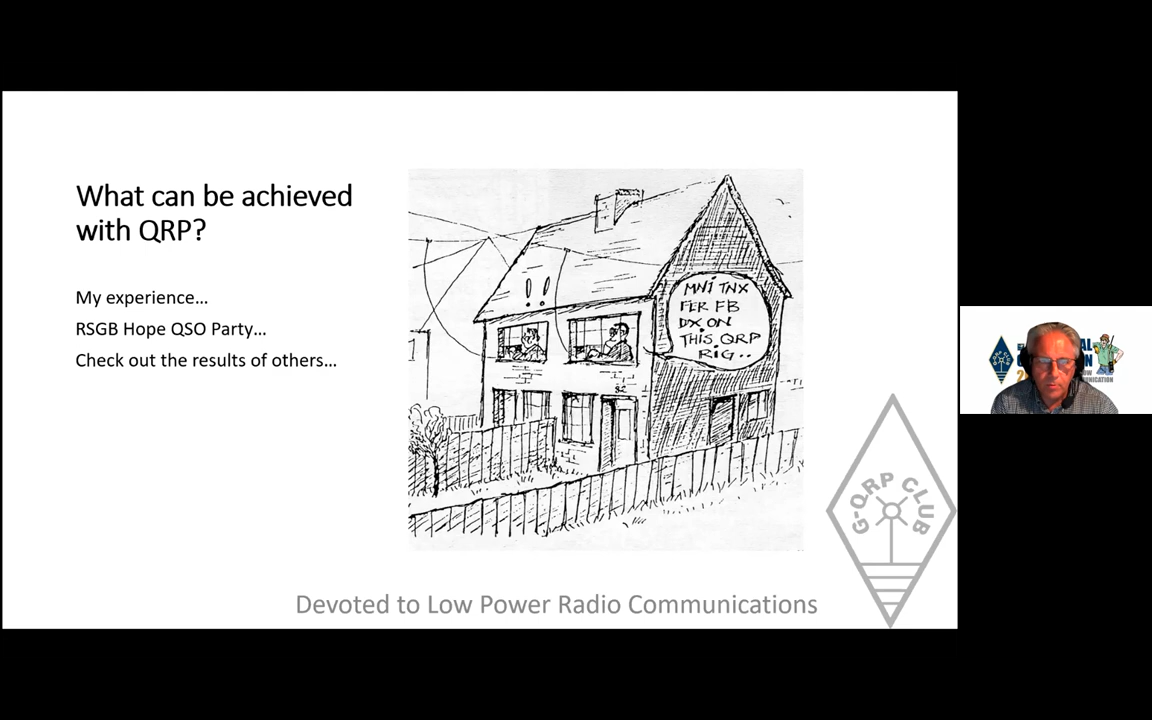 What can be achieved
with QRP?
My experience...
RSGB Hope QSO Party...
Check out the results of others...
!!
MNI TNX
FER FB
DX ON
THIS QRP
RIG..
G-QRP CLUB
Devoted to Low Power Radio Communications